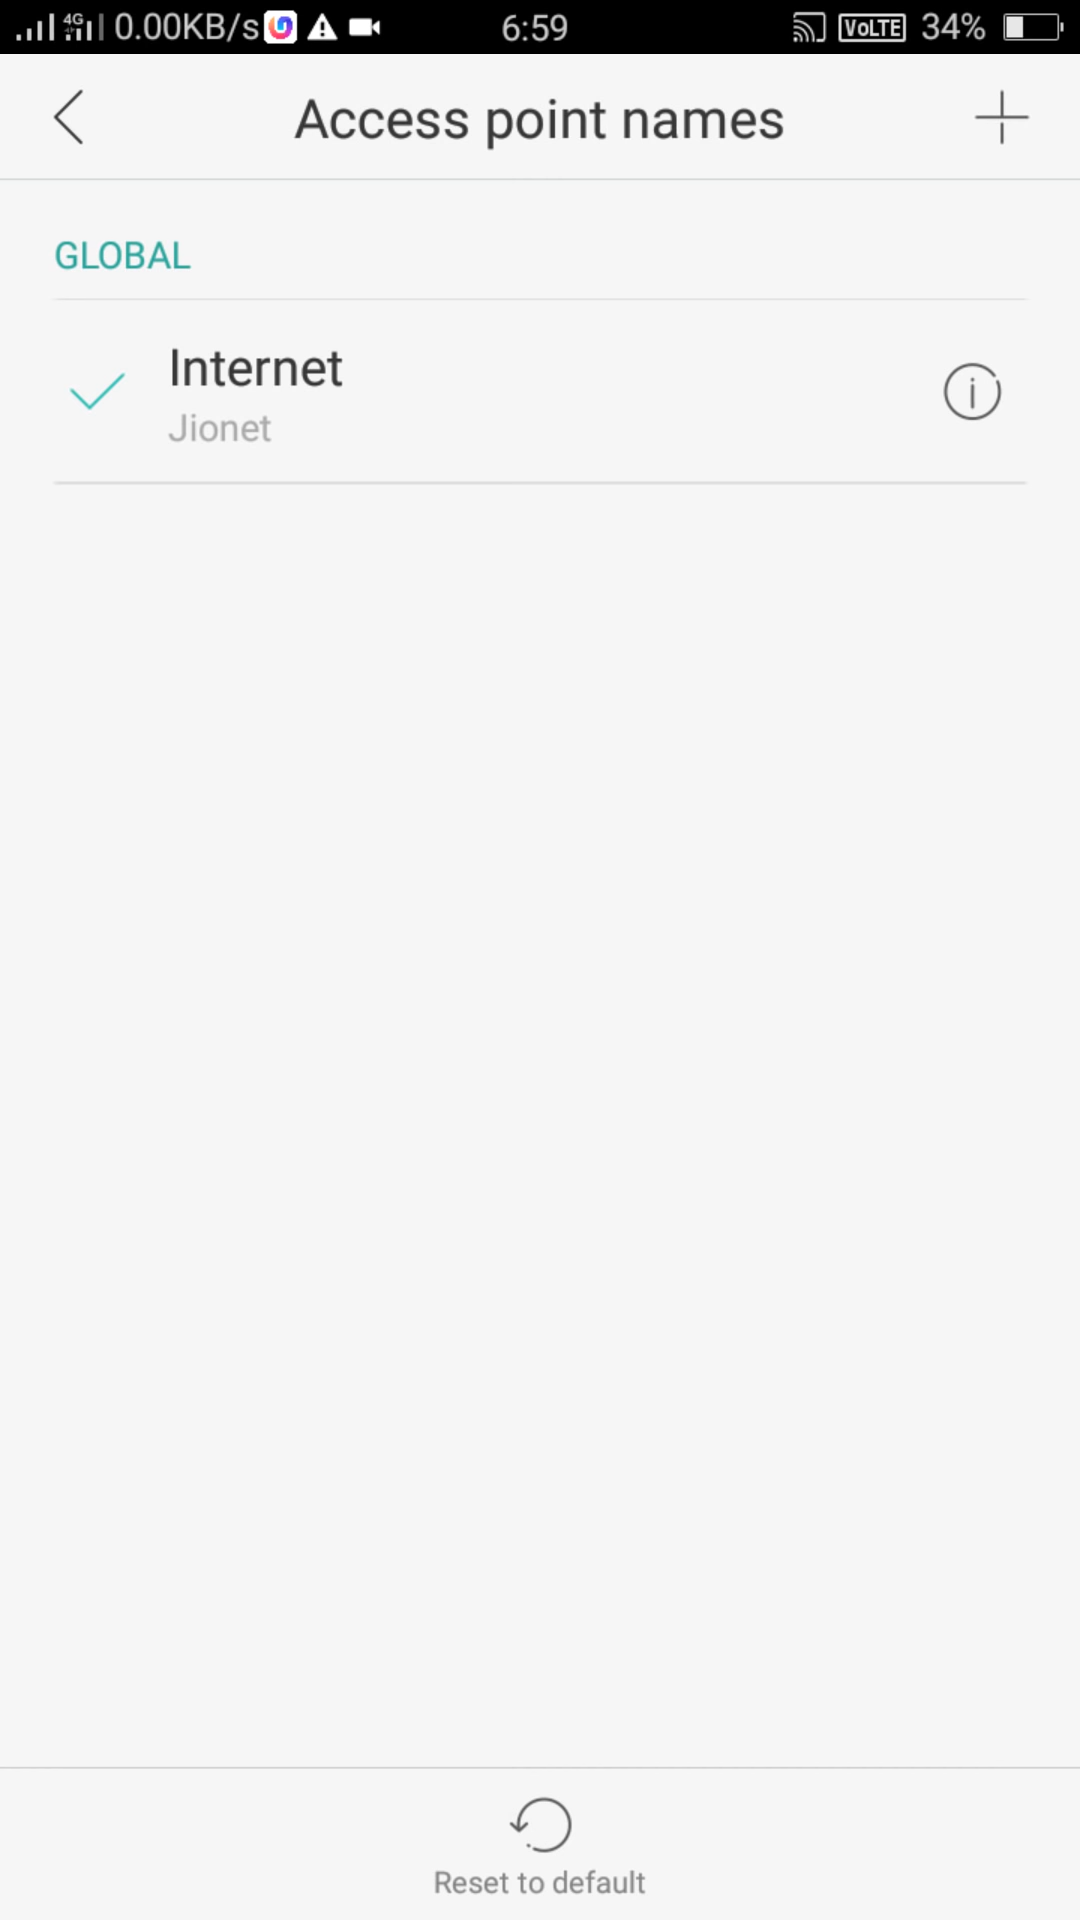 4G 0.00KB/s 6:59 VoLTE 34%
Access point names
GLOBAL
Internet
Jionet
Reset to default